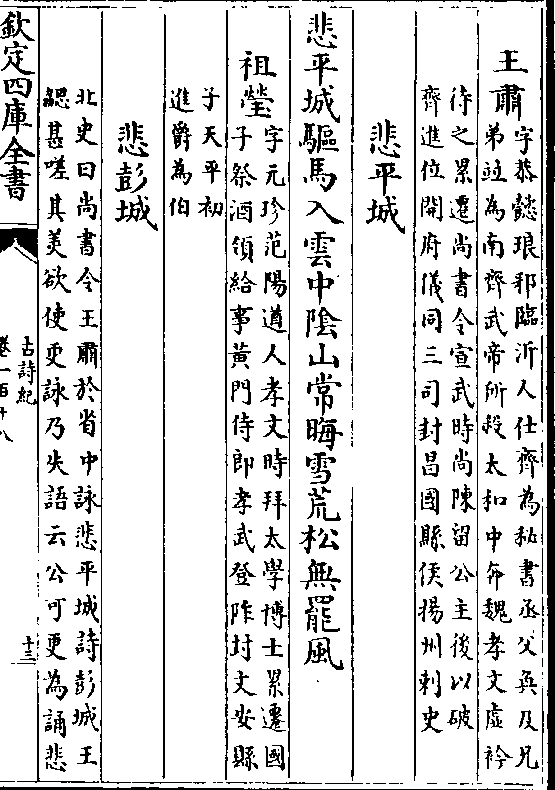 王肅字恭懿琅邪臨沂人仕齊為秘書丞父奐及兄
弟竝為南齊武帝所殺太和中奔魏孝文虛衿
待之累遷尚書令宣武時尚陳留公主後以破
齊進位開府儀同三司封昌國縣侯揚州刺史
悲平城
悲平城驅馬入雲中陰山常晦雪荒松無罷風
祖瑩字元珍范陽遒人孝文時拜太學博士累遷國
子祭酒領給事黃門侍郎孝武登阼封文安縣
子天平初
進爵為伯
悲彭城
北史曰尚書令王肅於省中詠悲平城詩彭城王
勰甚嗟其美欲使更詠乃失語云公可更為誦悲
欽定四庫全書
古詩紀
卷一百十八
十三